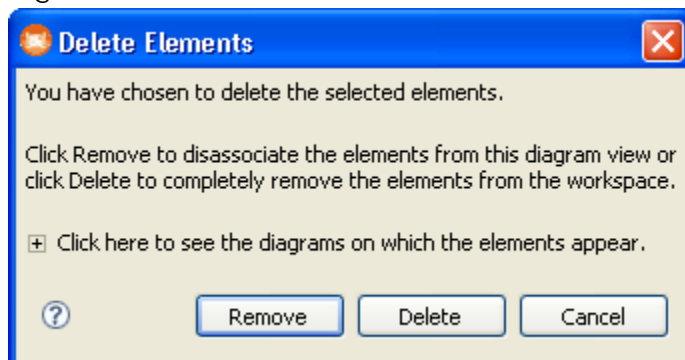 Delete Elements
You have chosen to delete the selected elements.
Click Remove to disassociate the elements from this diagram view or
click Delete to completely remove the elements from the workspace.
Click here to see the diagrams on which the elements appear.
Remove Delete Cancel